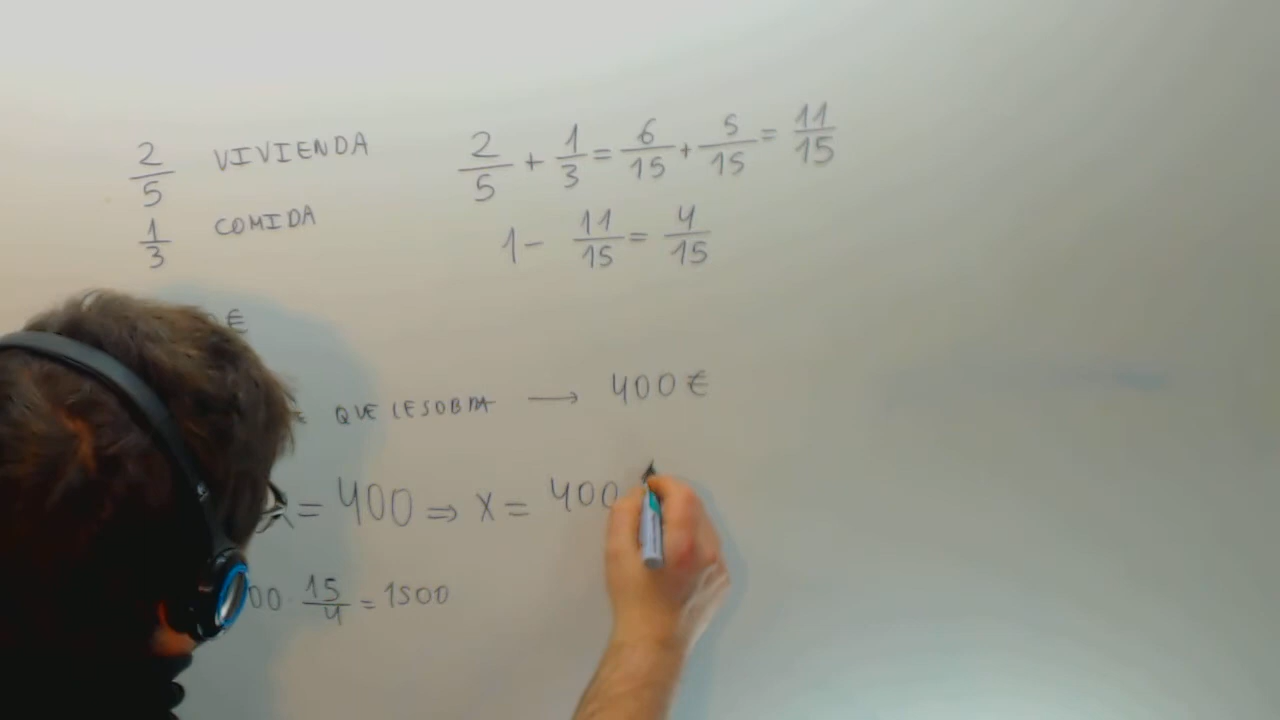 2/5 VIVIENDA
2/5 + 1/3 = 6/15 + 5/15 = 11/15
1/3 COMIDA
1 - 11/15 = 4/15
€
QUE LE SOBRA → 400 €
= 400 ⇒ X = 400
00 · 15/4 = 1500